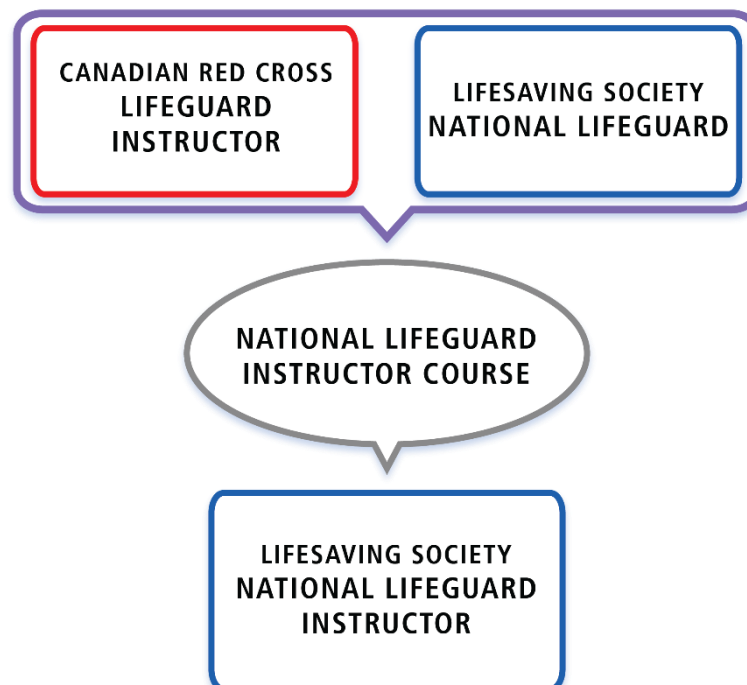 CANADIAN RED CROSS
LIFEGUARD
INSTRUCTOR
LIFESAVING SOCIETY
NATIONAL LIFEGUARD
NATIONAL LIFEGUARD
INSTRUCTOR COURSE
LIFESAVING SOCIETY
NATIONAL LIFEGUARD
INSTRUCTOR